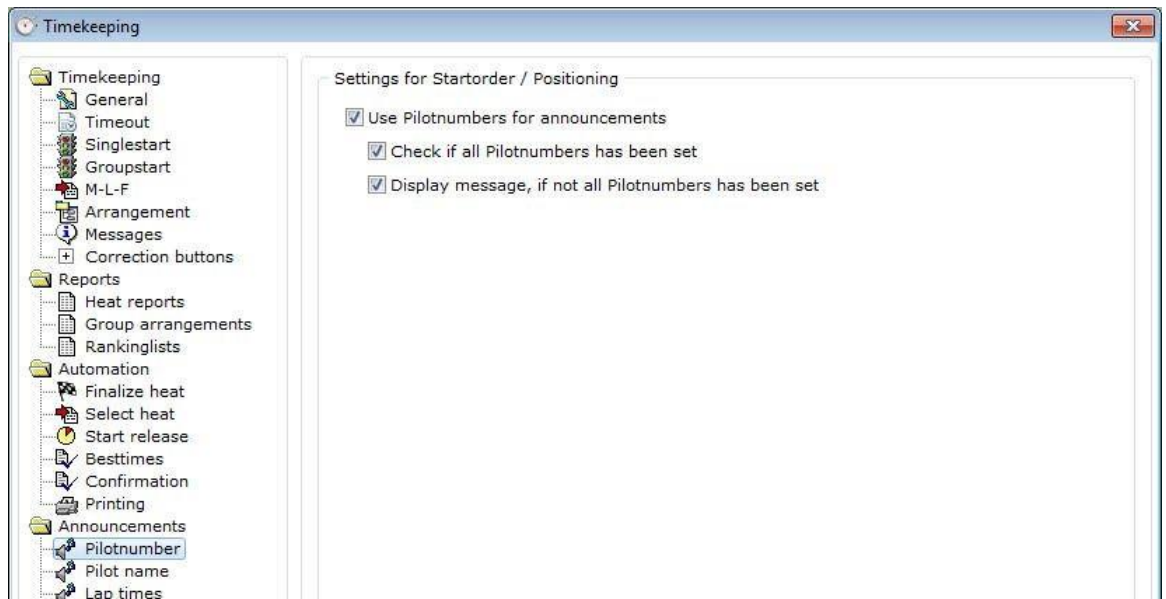 Timekeeping
Timekeeping
General
Timeout
Singlestart
Groupstart
M-L-F
Arrangement
Messages
Correction buttons
Reports
Heat reports
Group arrangements
Rankinglists
Automation
Finalize heat
Select heat
Start release
Besttimes
Confirmation
Printing
Announcements
Pilotnumber
Pilot name
Lap times
Settings for Startorder / Positioning
Use Pilotnumbers for announcements
Check if all Pilotnumbers has been set
Display message, if not all Pilotnumbers has been set